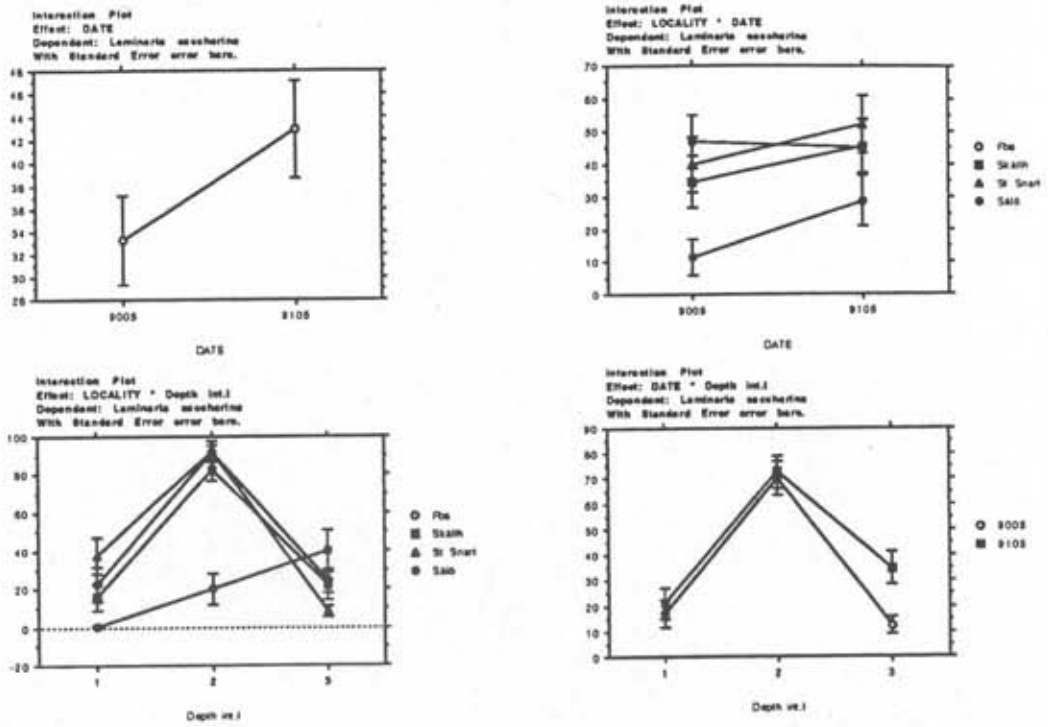 Interaction Plot
Effect: DATE
Dependent: Laminaria saccharina
With Standard Error error bars.
48
46
44
42
40
38
36
34
32
30
28
9005
9105
DATE
Interaction Plot
Effect: LOCALITY * DATE
Dependent: Laminaria saccharina
With Standard Error error bars.
70
60
50
40
30
20
10
0
9005
9105
DATE
Fbs
St Snart
Interaction Plot
Effect: LOCALITY * Depth int.I
Dependent: Laminaria saccharina
With Standard Error error bars.
100
80
60
40
20
0
-20
1
2
3
Depth int.I
Fbs
St Snart
Interaction Plot
Effect: DATE * Depth int.I
Dependent: Laminaria saccharina
With Standard Error error bars.
90
80
70
60
50
40
30
20
10
0
1
2
3
Depth int.I
9005
9105